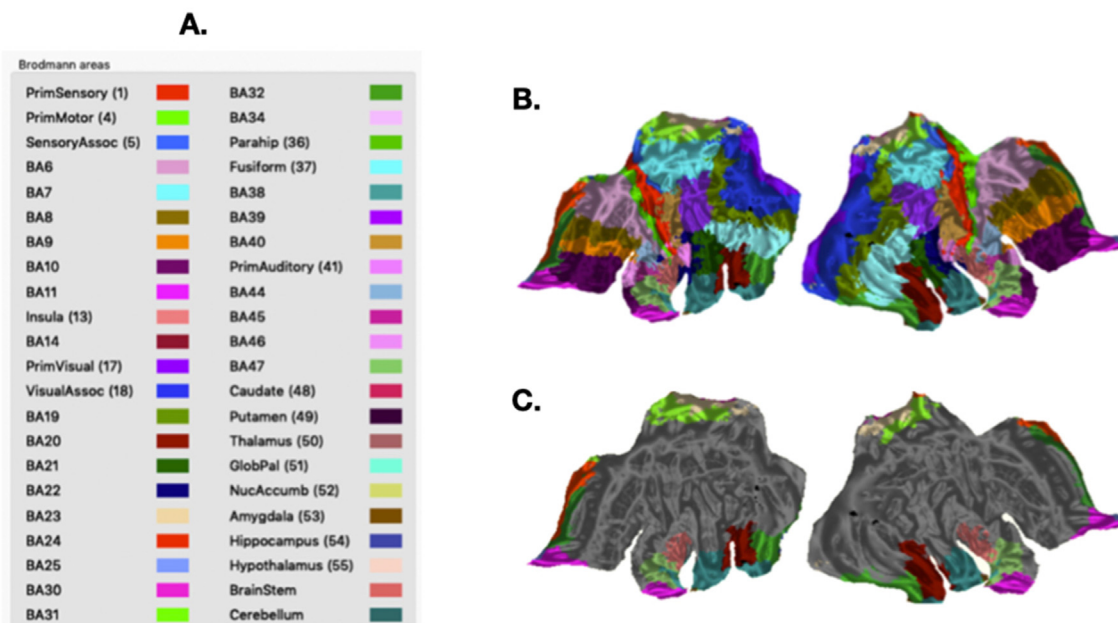 A.
Brodmann areas
PrimSensory (1) BA32
PrimMotor (4) BA34
SensoryAssoc (5) Parahip (36)
BA6 Fusiform (37)
BA7 BA38
BA8 BA39
BA9 BA40
BA10 PrimAuditory (41)
BA11 BA44
Insula (13) BA45
BA14 BA46
PrimVisual (17) BA47
VisualAssoc (18) Caudate (48)
BA19 Putamen (49)
BA20 Thalamus (50)
BA21 GlobPal (51)
BA22 NucAccumb (52)
BA23 Amygdala (53)
BA24 Hippocampus (54)
BA25 Hypothalamus (55)
BA30 BrainStem
BA31 Cerebellum
B.
C.